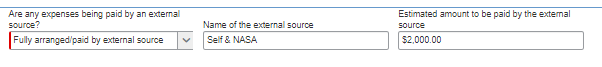 Are any expenses being paid by an external source?
Fully arranged/paid by external source
Name of the external source
Self & NASA
Estimated amount to be paid by the external source
$2,000.00